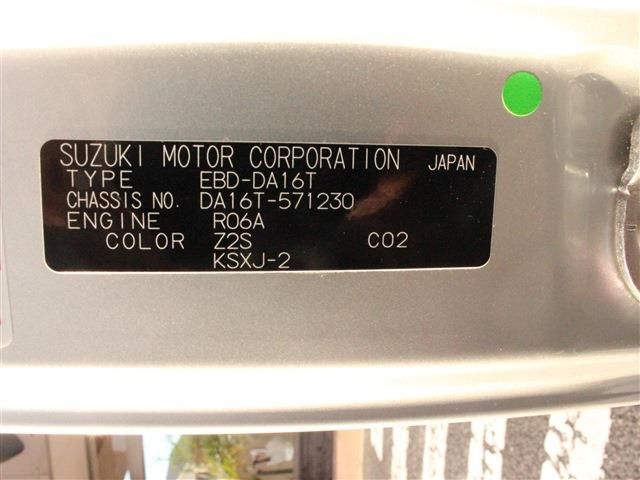 SUZUKI MOTOR CORPORATION JAPAN
TYPE EBD-DA16T
CHASSIS NO. DA16T-571230
ENGINE R06A
COLOR Z2S C02
KSXJ-2